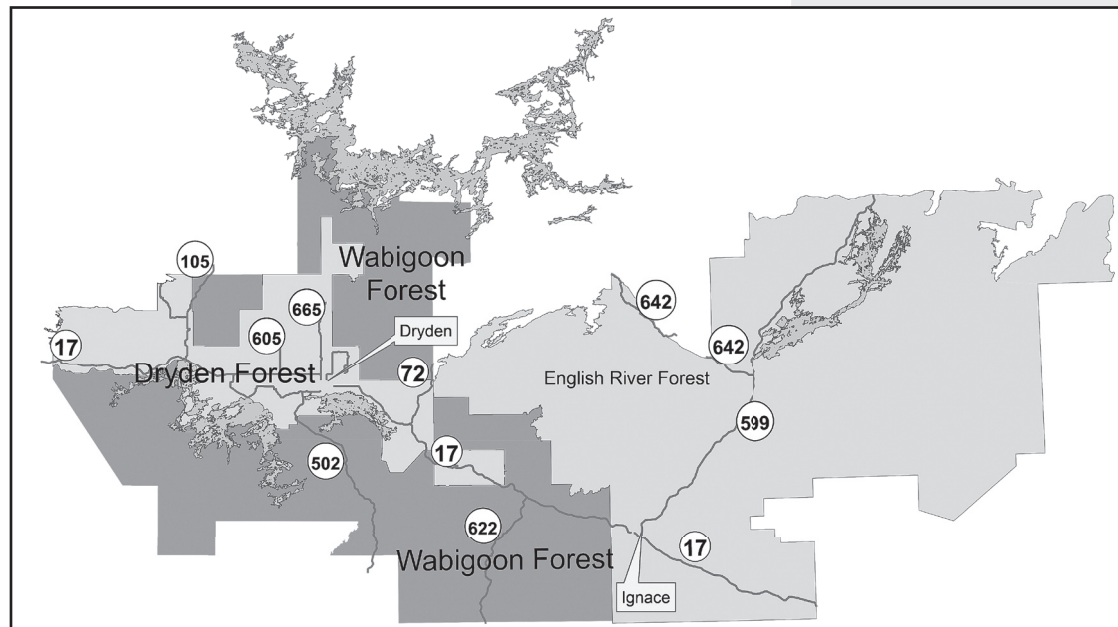 Wabigoon
Forest
105
665
642
Dryden
605
17
642
72
Dryden Forest
English River Forest
599
17
502
622
17
Wabigoon Forest
Ignace